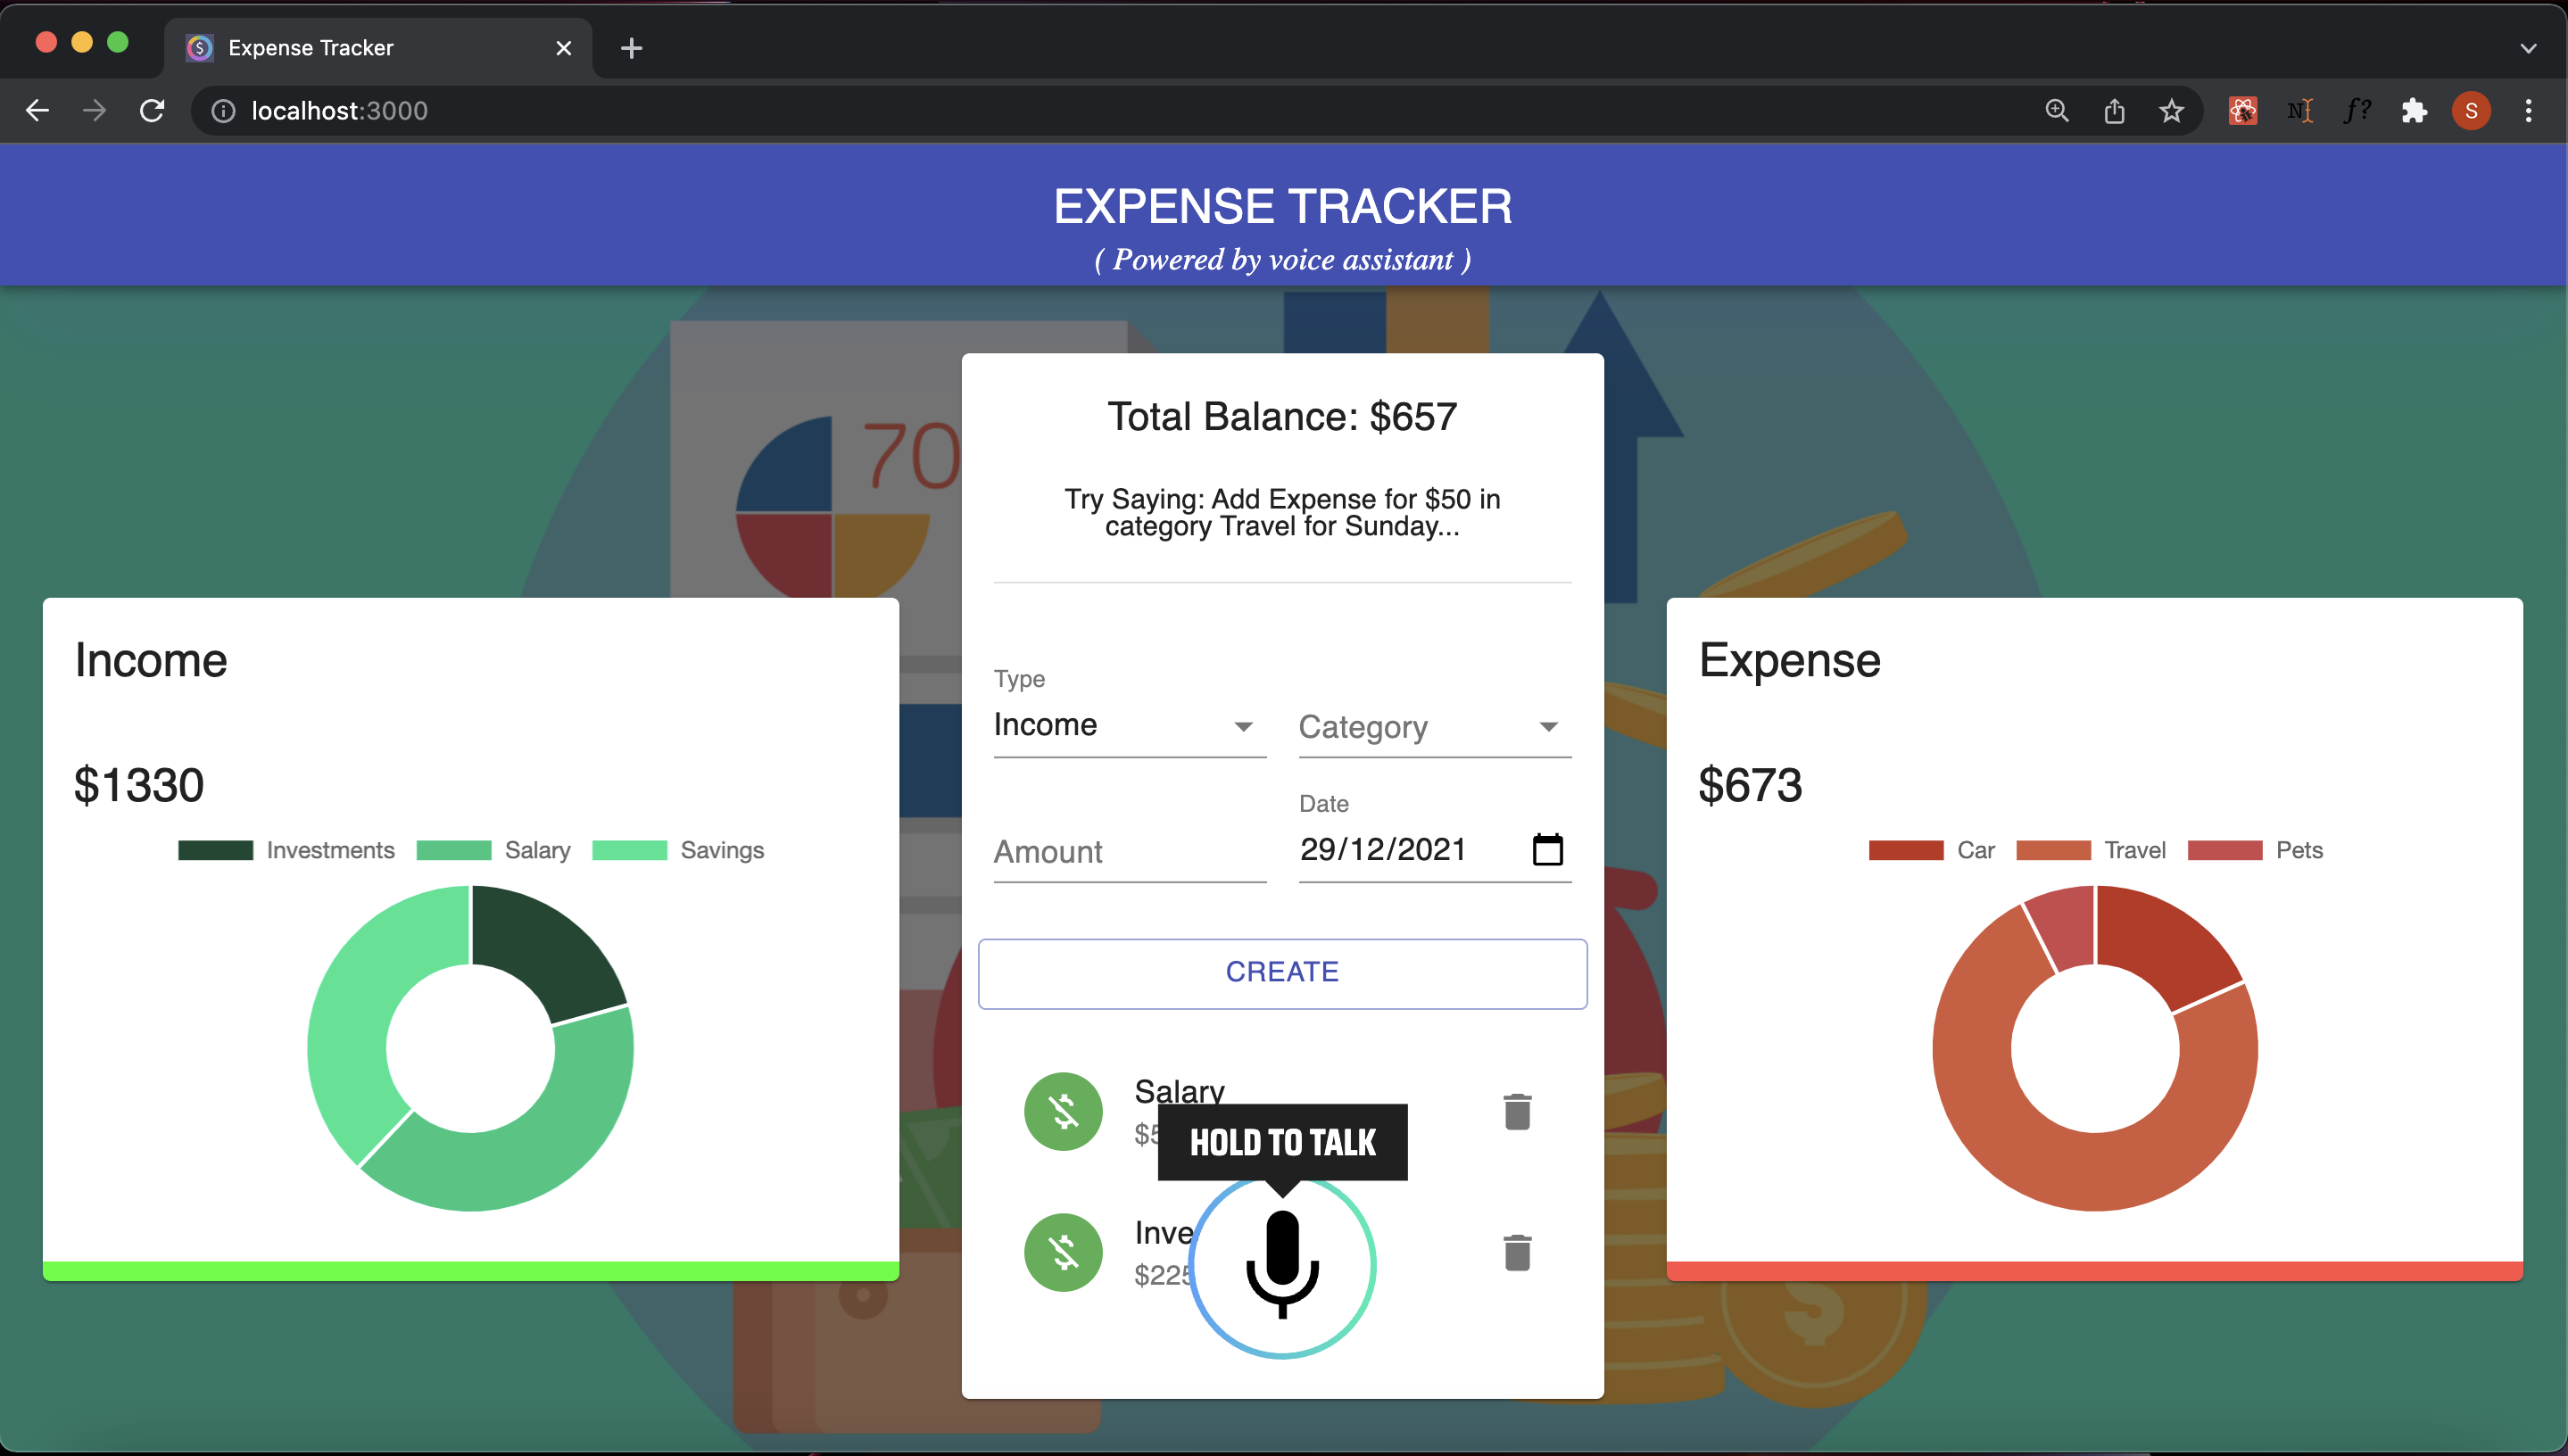 Expense Tracker
localhost:3000
S
EXPENSE TRACKER
( Powered by voice assistant )
70
Total Balance: $657
Try Saying: Add Expense for $50 in
category Travel for Sunday...
Income
$1330
Investments Salary Savings
Type
Income
Category
Amount
Date
29/12/2021
CREATE
Salary
HOLD TO TALK
$225
Expense
$673
Car Travel Pets